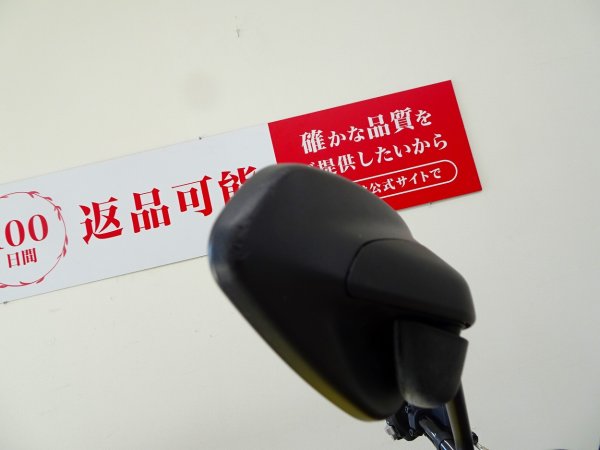 00
日間
返品可能
確かな品質を
提供したいから
公式サイトで